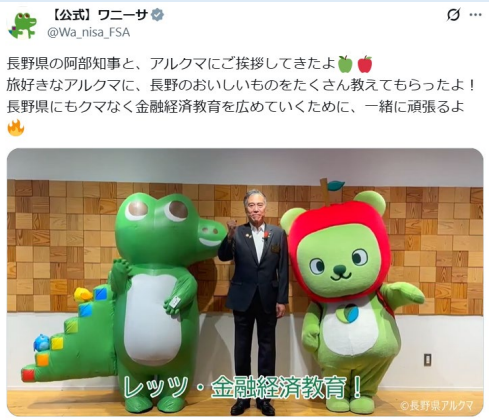 【公式】ワニーサ
@Wa_nisa_FSA
長野県の阿部知事と、アルクマにご挨拶してきたよ🍏🍎
旅好きなアルクマに、長野のおいしいものをたくさん教えてもらったよ！
長野県にもクマなく金融経済教育を広めていくために、一緒に頑張るよ
🔥
レッツ・金融経済教育！
©長野県アルクマ